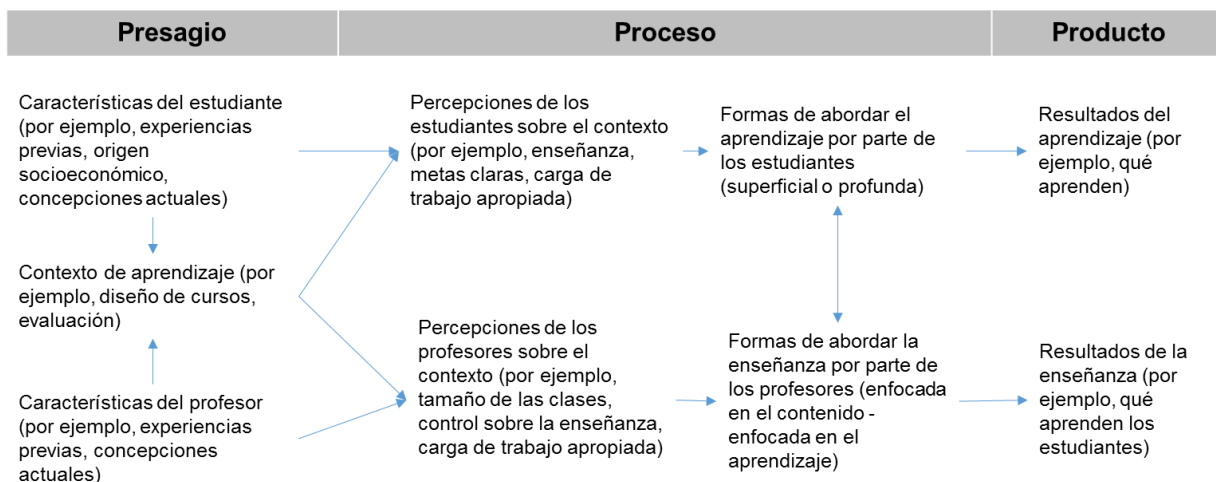 Presagio
Proceso
Producto
Características del estudiante
(por ejemplo, experiencias
previas, origen
socioeconómico,
concepciones actuales)
Contexto de aprendizaje (por
ejemplo, diseño de cursos,
evaluación)
Características del profesor
(por ejemplo, experiencias
previas, concepciones
actuales)
Percepciones de los
estudiantes sobre el contexto
(por ejemplo, enseñanza,
metas claras, carga de
trabajo apropiada)
Percepciones de los
profesores sobre el
contexto (por ejemplo,
tamaño de las clases,
control sobre la enseñanza,
carga de trabajo apropiada)
Formas de abordar el
aprendizaje por parte de
los estudiantes
(superficial o profunda)
Formas de abordar la
enseñanza por parte de
los profesores (enfocada
en el contenido -
enfocada en el
aprendizaje)
Resultados del
aprendizaje (por
ejemplo, qué
aprenden)
Resultados de la
enseñanza (por
ejemplo, qué
aprenden los
estudiantes)